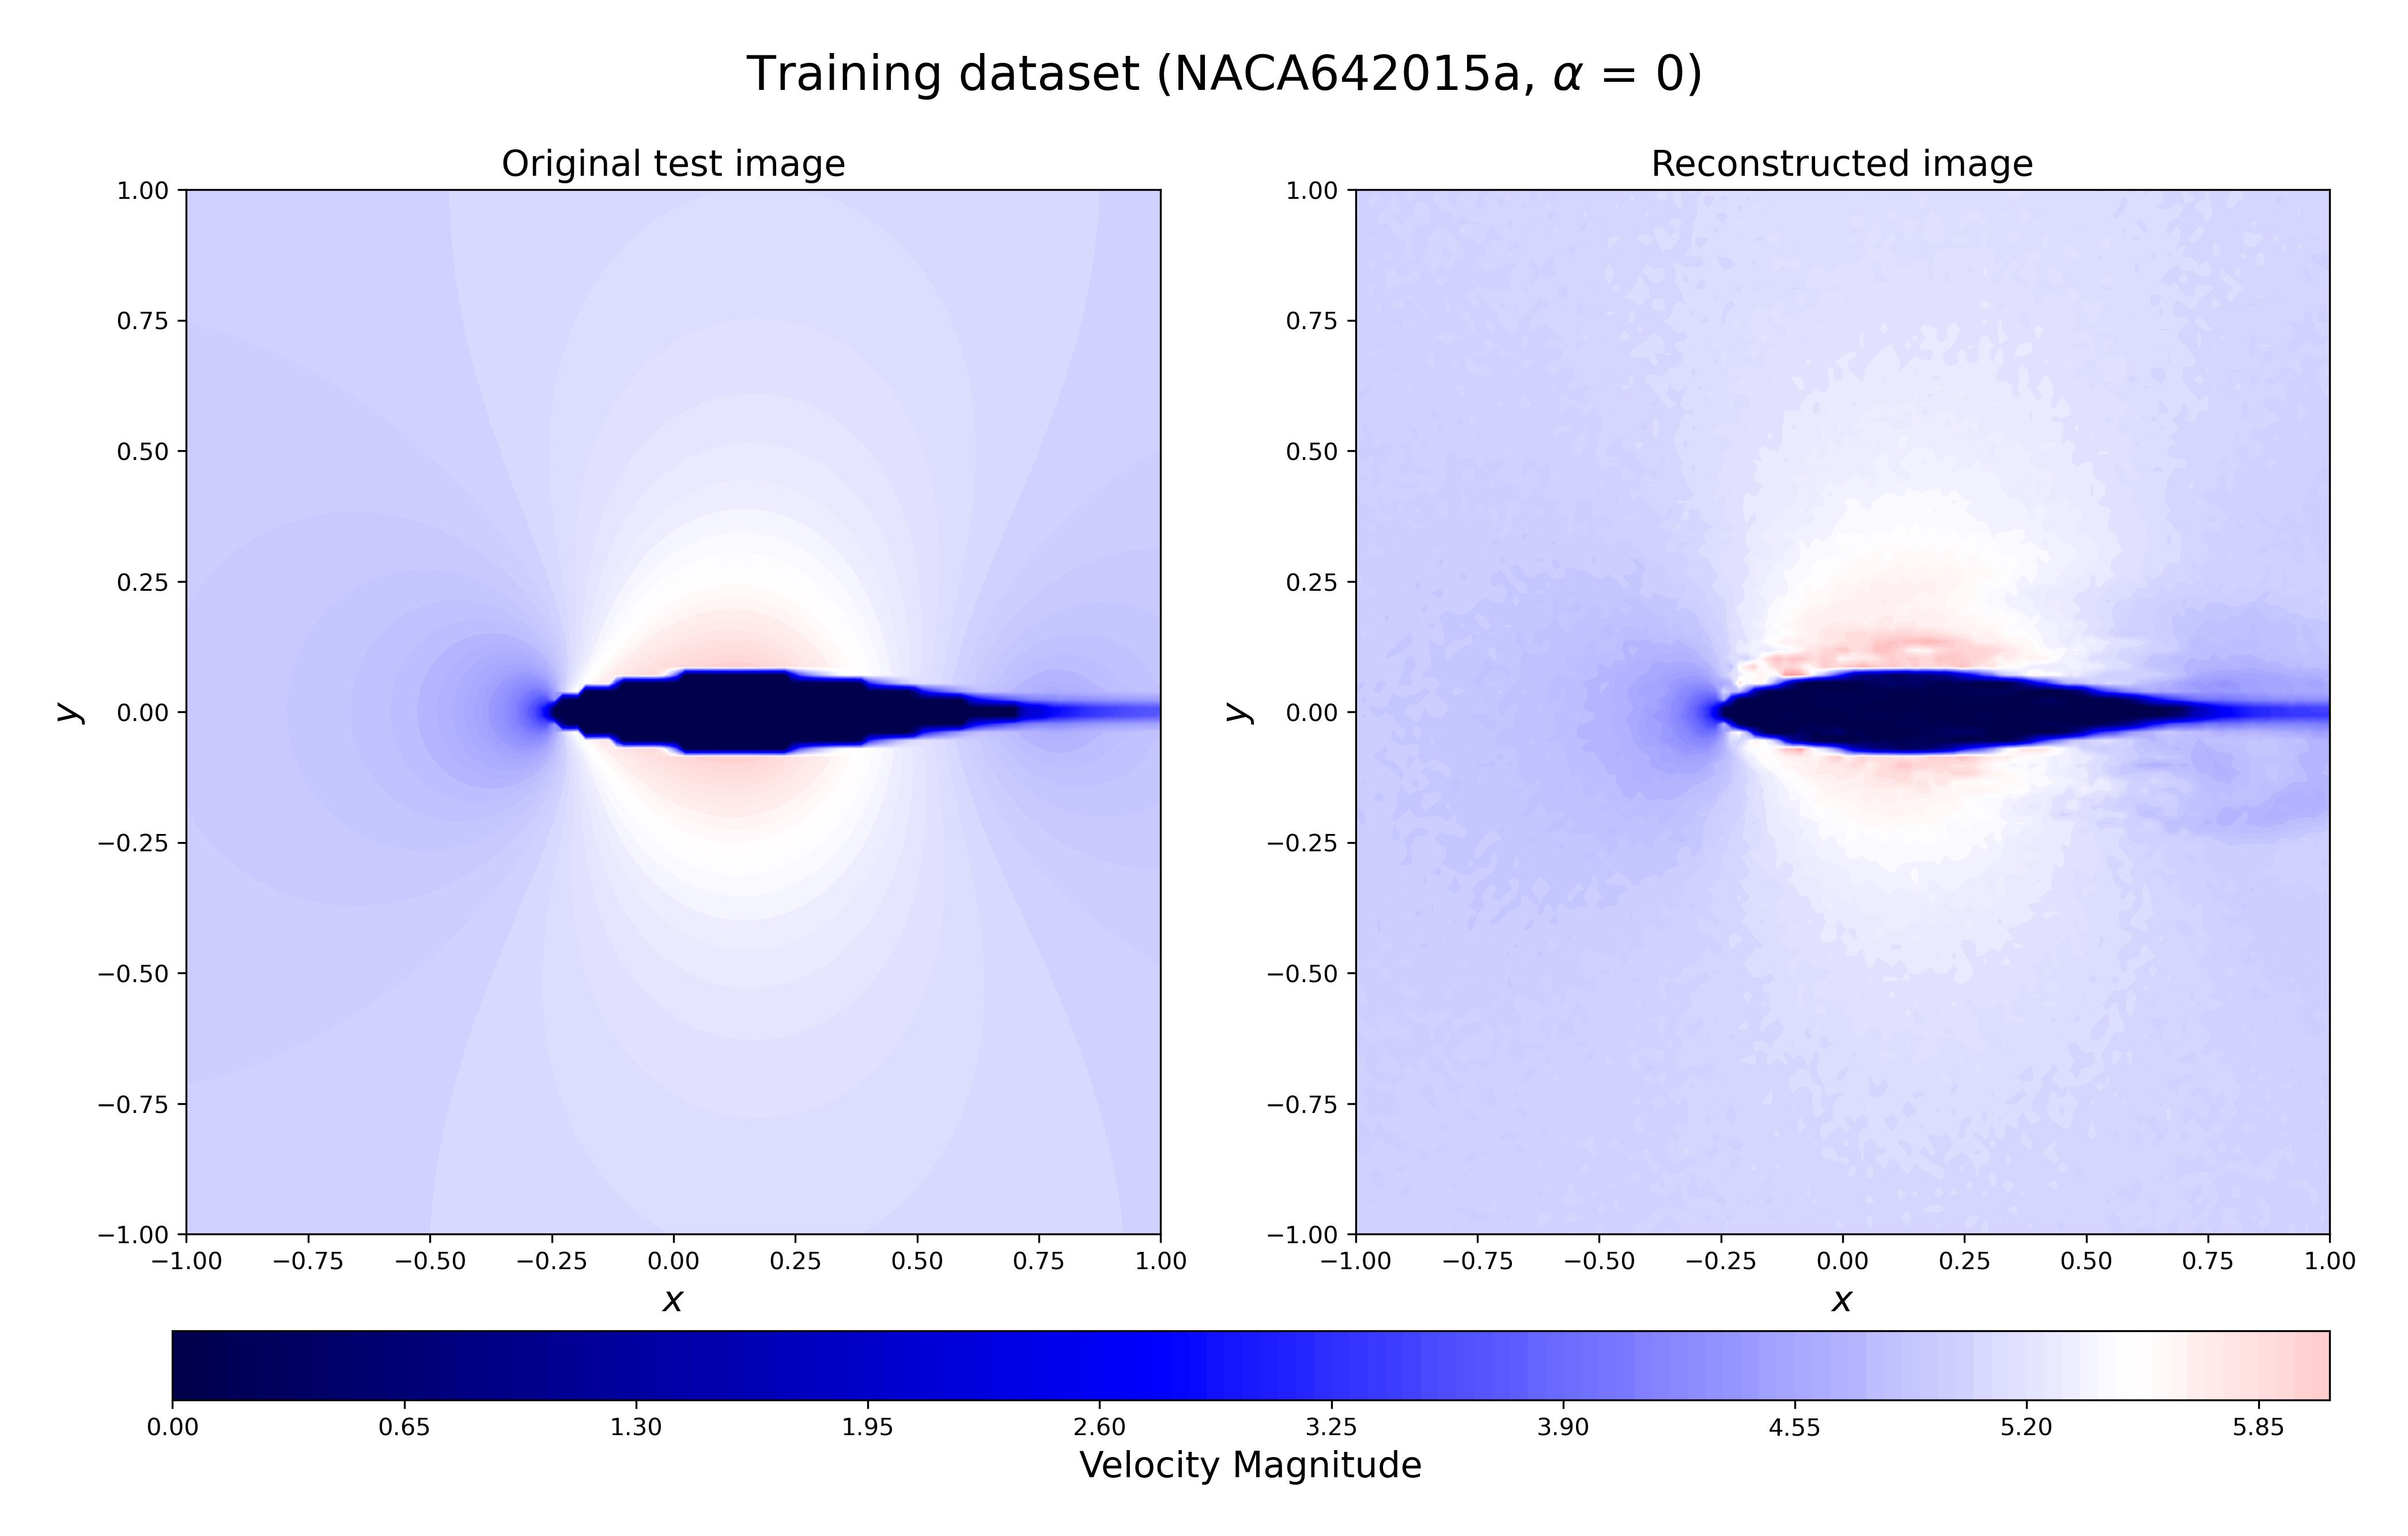 Training dataset (NACA642015a, α = 0)
Original test image
Reconstructed image
1.00
0.75
0.50
0.25
0.00
−0.25
−0.50
−0.75
−1.00
y
−1.00 −0.75 −0.50 −0.25 0.00 0.25 0.50 0.75 1.00
x
1.00
0.75
0.50
0.25
0.00
−0.25
−0.50
−0.75
−1.00
y
−1.00 −0.75 −0.50 −0.25 0.00 0.25 0.50 0.75 1.00
x
0.00 0.65 1.30 1.95 2.60 3.25 3.90 4.55 5.20 5.85
Velocity Magnitude